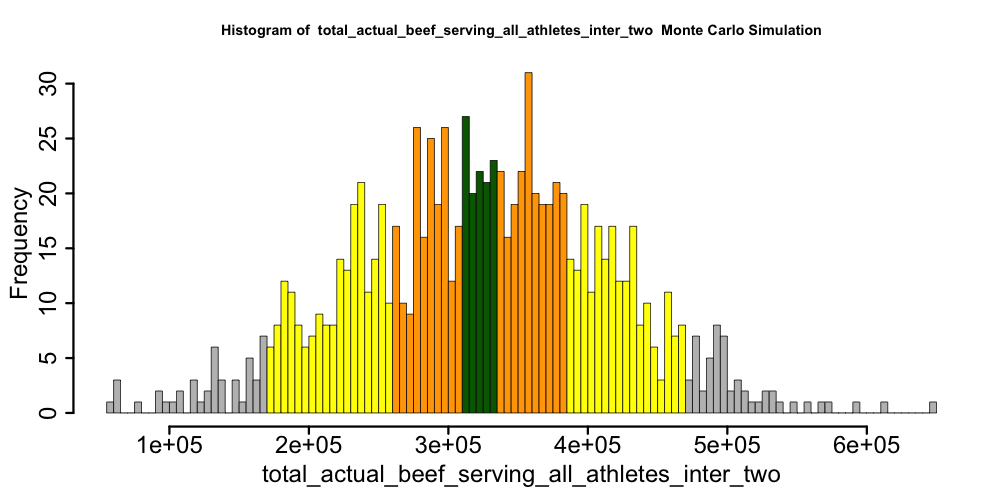 Histogram of  total_actual_beef_serving_all_athletes_inter_two  Monte Carlo Simulation
30
25
20
15
10
5
0
Frequency
1e+05 2e+05 3e+05 4e+05 5e+05 6e+05
total_actual_beef_serving_all_athletes_inter_two